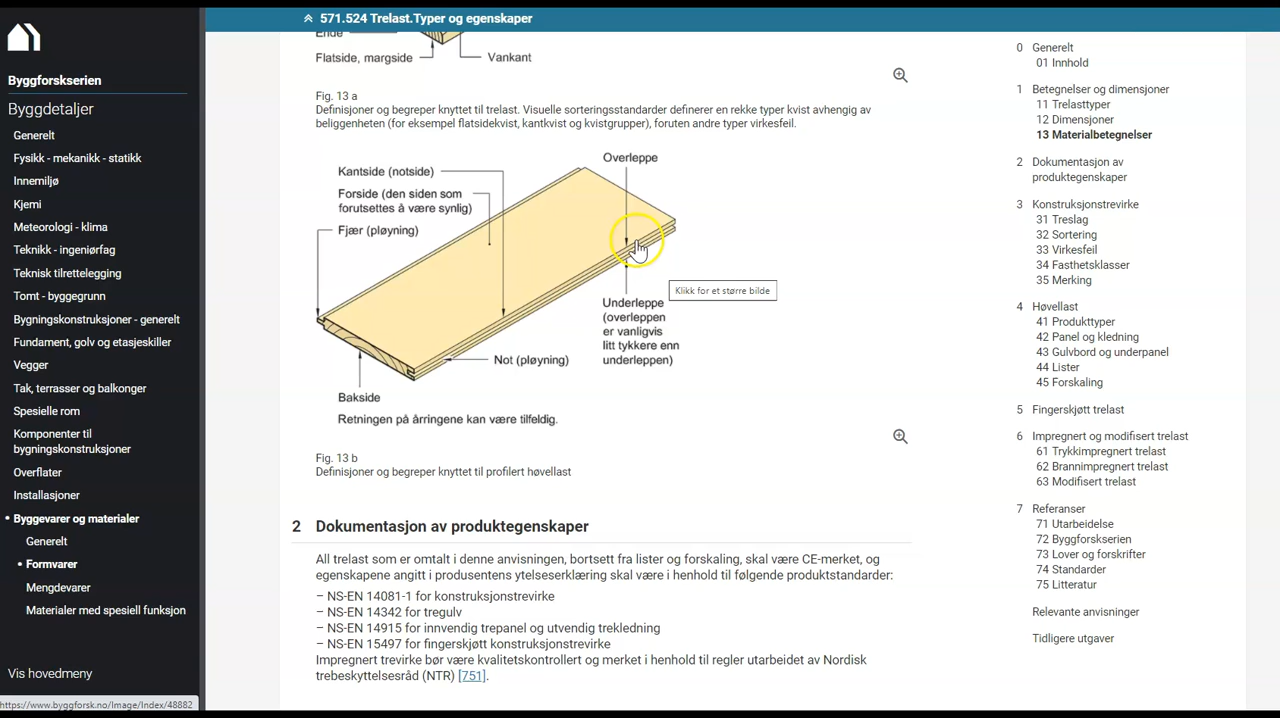 571.524 Trelast.Typer og egenskaper
Byggforskserien
Byggdetaljer
Generelt
Fysikk - mekanikk - statikk
Innemiljø
Kjemi
Meteorologi - klima
Teknikk - ingeniørfag
Teknisk tilrettelegging
Tomt - byggegrunn
Bygningskonstruksjoner - generelt
Fundament, golv og etasjeskiller
Vegger
Tak, terrasser og balkonger
Spesielle rom
Komponenter til
bygningskonstruksjoner
Overflater
Installasjoner
Byggevarer og materialer
Generelt
Formvarer
Mengdevarer
Materialer med spesiell funksjon
Vis hovedmeny
https://www.byggforsk.no/Image/Index/48882
Ende
Flatside, margside
Vankant
Fig. 13 a
Definisjoner og begreper knyttet til trelast. Visuelle sorteringsstandarder definerer en rekke typer kvist avhengig av
beliggenheten (for eksempel flatsidekvist, kantkvist og kvistgrupper), foruten andre typer virkesfeil.
Overleppe
Kantside (notside)
Forside (den siden som
forutsettes å være synlig)
Fjær (pløyning)
Klikk for et større bilde
Underleppe
(overleppen
er vanligvis
litt tykkere enn
underleppen)
Not (pløyning)
Bakside
Retningen på årringene kan være tilfeldig.
Fig. 13 b
Definisjoner og begreper knyttet til profilert høvellast
2 Dokumentasjon av produktegenskaper
All trelast som er omtalt i denne anvisningen, bortsett fra lister og forskaling, skal være CE-merket, og
egenskapene angitt i produsentens ytelseserklæring skal være i henhold til følgende produktstandarder:
– NS-EN 14081-1 for konstruksjonstrevirke
– NS-EN 14342 for tregulv
– NS-EN 14915 for innvendig trepanel og utvendig trekledning
– NS-EN 15497 for fingerskjøtt konstruksjonstrevirke
Impregnert trevirke bør være kvalitetskontrollert og merket i henhold til regler utarbeidet av Nordisk
trebeskyttelsesråd (NTR) [751].
0 Generelt
01 Innhold
1 Betegnelser og dimensjoner
11 Trelasttyper
12 Dimensjoner
13 Materialbetegnelser
2 Dokumentasjon av
produktegenskaper
3 Konstruksjonstrevirke
31 Treslag
32 Sortering
33 Virkesfeil
34 Fasthetsklasser
35 Merking
4 Høvellast
41 Produkttyper
42 Panel og kledning
43 Gulvbord og underpanel
44 Lister
45 Forskaling
5 Fingerskjøtt trelast
6 Impregnert og modifisert trelast
61 Trykkimpregnert trelast
62 Brannimpregnert trelast
63 Modifisert trelast
7 Referanser
71 Utarbeidelse
72 Byggforskserien
73 Lover og forskrifter
74 Standarder
75 Litteratur
Relevante anvisninger
Tidligere utgaver